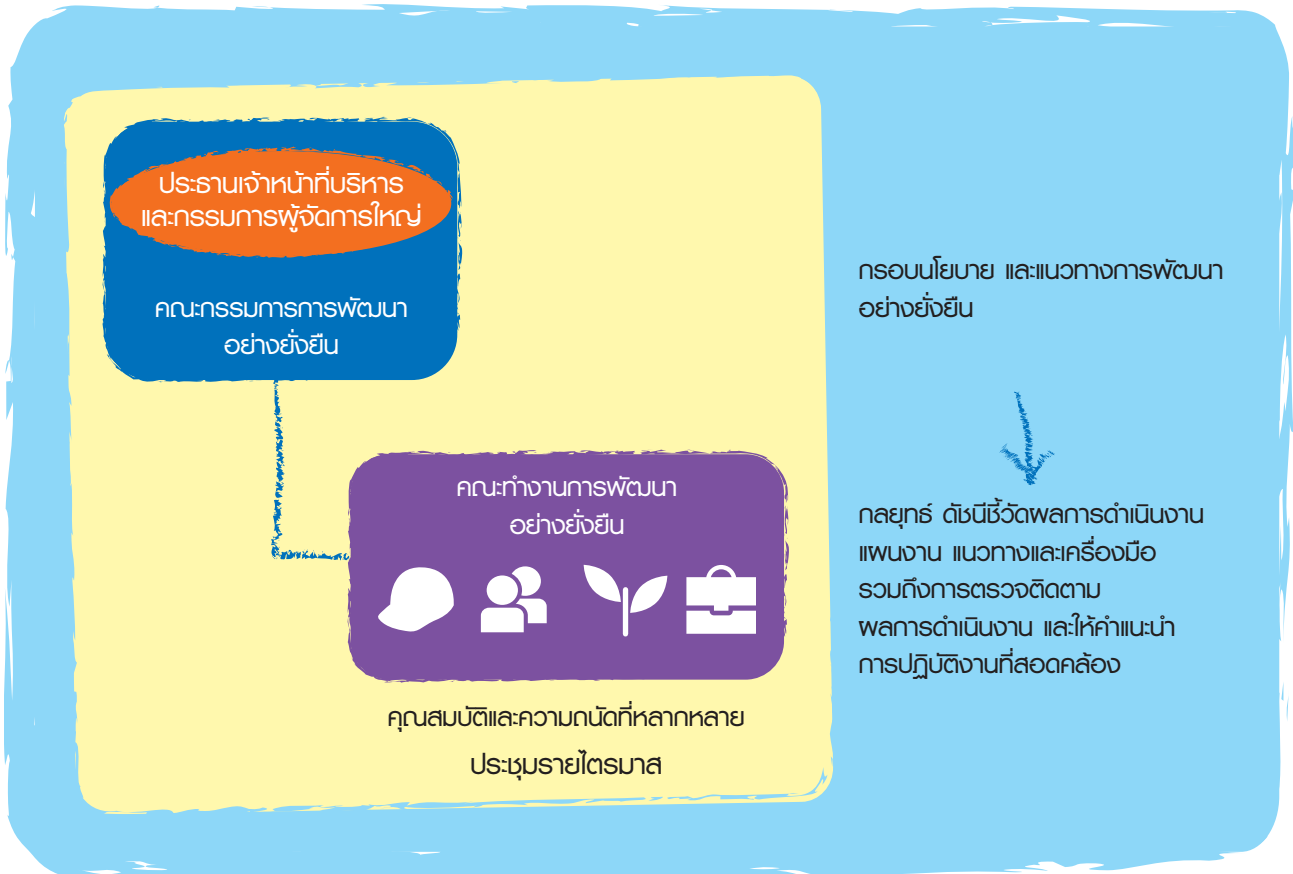 ประธานเจ้าหน้าที่บริหาร
และกรรมการผู้จัดการใหญ่
คณะกรรมการการพัฒนา
อย่างยั่งยืน
คณะทำงานการพัฒนา
อย่างยั่งยืน
คุณสมบัติและความถนัดที่หลากหลาย
ประชุมรายไตรมาส
กรอบนโยบาย และแนวทางการพัฒนา
อย่างยั่งยืน
กลยุทธ์ ดัชนีชี้วัดผลการดำเนินงาน
แผนงาน แนวทางและเครื่องมือ
รวมถึงการตรวจติดตาม
ผลการดำเนินงาน และให้คำแนะนำ
การปฏิบัติงานที่สอดคล้อง